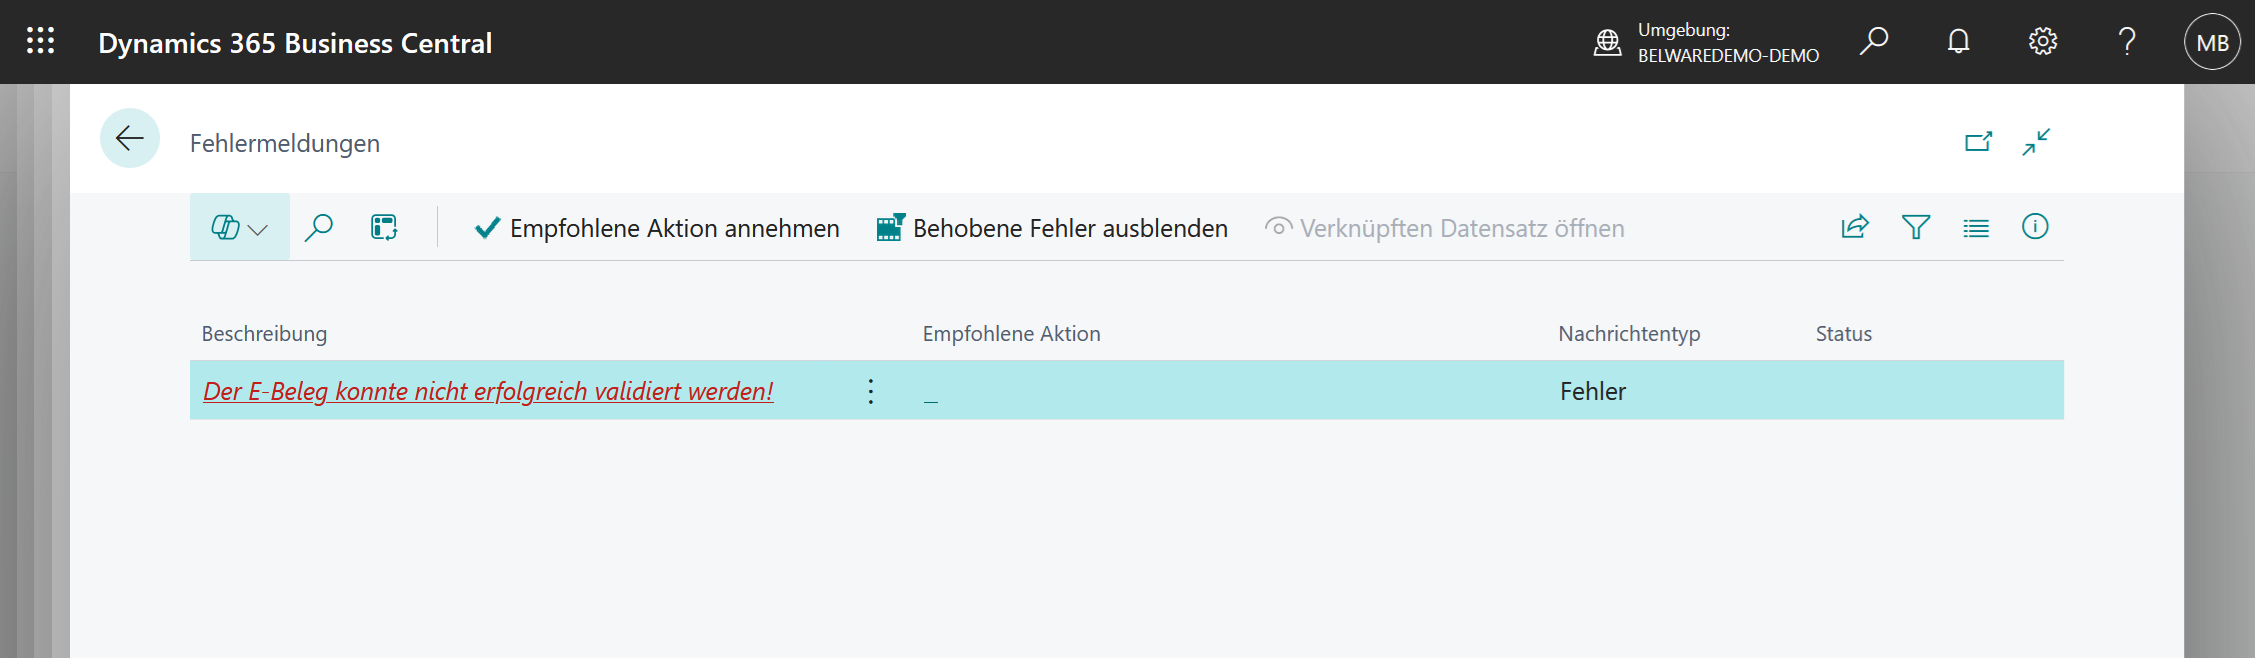 Dynamics 365 Business Central
Umgebung:
BELWAREDEMO-DEMO
MB
Fehlermeldungen
Empfohlene Aktion annehmen
Behobene Fehler ausblenden
Verknüpften Datensatz öffnen
Beschreibung
Empfohlene Aktion
Nachrichtentyp
Status
Der E-Beleg konnte nicht erfolgreich validiert werden!
_
Fehler